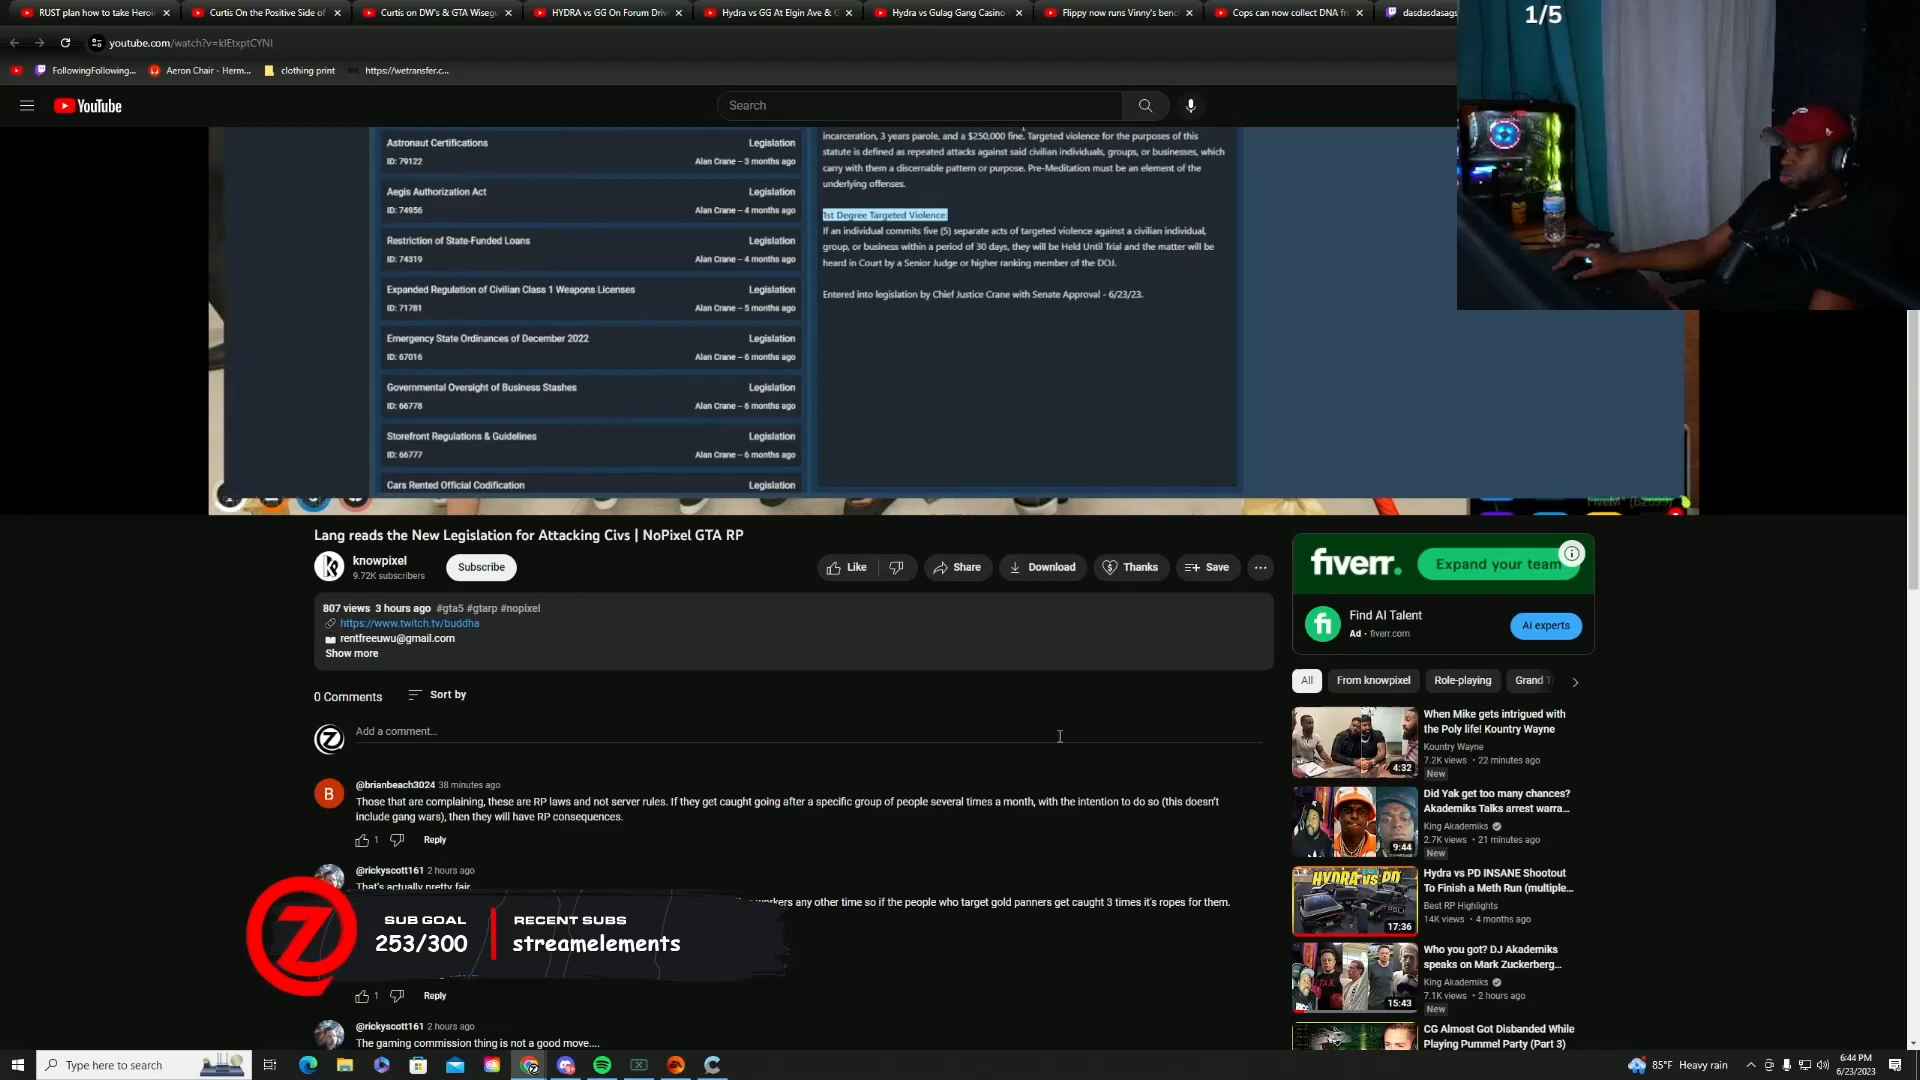 RUST plan how to take Heroi
Curtis On the Positive Side of
Curtis on DW's & GTA Wiseg
HYDRA vs GG On Forum Driv
Hydra vs GG At Elgin Ave & G
Hydra vs Gulag Gang Casino
Flippy now runs Vinny's benc
Cops can now collect DNA fr
dasdasdasags
1/5
youtube.com/watch?v=kIEtxptCYNI
FollowingFollowing...
Aeron Chair - Herm...
clothing print
https://wetransfer.c...
YouTube
Search
Astronaut Certifications
Legislation
ID: 79122
Alan Crane – 3 months ago
Aegis Authorization Act
Legislation
ID: 74956
Alan Crane – 4 months ago
Restriction of State-Funded Loans
Legislation
ID: 74319
Alan Crane – 4 months ago
Expanded Regulation of Civilian Class 1 Weapons Licenses
Legislation
ID: 71781
Alan Crane – 5 months ago
Emergency State Ordinances of December 2022
Legislation
ID: 67016
Alan Crane – 6 months ago
Governmental Oversight of Business Stashes
Legislation
ID: 66778
Alan Crane – 6 months ago
Storefront Regulations & Guidelines
Legislation
ID: 66777
Alan Crane – 6 months ago
Cars Rented Official Codification
Legislation
incarceration, 3 years parole, and a $250,000 fine. Targeted violence for the purposes of this
statute is defined as repeated attacks against said civilian individuals, groups, or businesses, which
carry with them a discernable pattern or purpose. Pre-Meditation must be an element of the
underlying offenses.
1st Degree Targeted Violence:
If an individual commits five (5) separate acts of targeted violence against a civilian individual,
group, or business within a period of 30 days, they will be Held Until Trial and the matter will be
heard in Court by a Senior Judge or higher ranking member of the DOJ.
Entered into legislation by Chief Justice Crane with Senate Approval - 6/23/23.
Lang reads the New Legislation for Attacking Civs | NoPixel GTA RP
knowpixel
9.72K subscribers
Subscribe
Like
Share
Download
Thanks
Save
807 views 3 hours ago #gta5 #gtarp #nopixel
https://www.twitch.tv/buddha
rentfreeuwu@gmail.com
Show more
0 Comments
Sort by
Add a comment...
B
@brianbeach3024 38 minutes ago
Those that are complaining, these are RP laws and not server rules. If they get caught going after a specific group of people several times a month, with the intention to do so (this doesn't
include gang wars), then they will have RP consequences.
1
Reply
@rickyscott161 2 hours ago
That's actually pretty fair
workers any other time so if the people who target gold panners get caught 3 times it's ropes for them.
SUB GOAL
253/300
RECENT SUBS
streamelements
1
Reply
@rickyscott161 2 hours ago
The gaming commission thing is not a good move....
fiverr.
Expand your team
fi
Find AI Talent
Ad · fiverr.com
AI experts
All
From knowpixel
Role-playing
Grand T
4:32
When Mike gets intrigued with
the Poly life! Kountry Wayne
Kountry Wayne
7.2K views · 22 minutes ago
New
9:44
Did Yak get too many chances?
Akademiks Talks arrest warra...
King Akademiks
2.7K views · 21 minutes ago
New
HYDRA vs PD
17:36
Hydra vs PD INSANE Shootout
To Finish a Meth Run (multiple...
Best RP Highlights
14K views · 4 months ago
15:43
Who you got? DJ Akademiks
speaks on Mark Zuckerberg...
King Akademiks
7.1K views · 2 hours ago
New
CG Almost Got Disbanded While
Playing Pummel Party (Part 3)
Type here to search
85°F Heavy rain
6:44 PM
6/23/2023